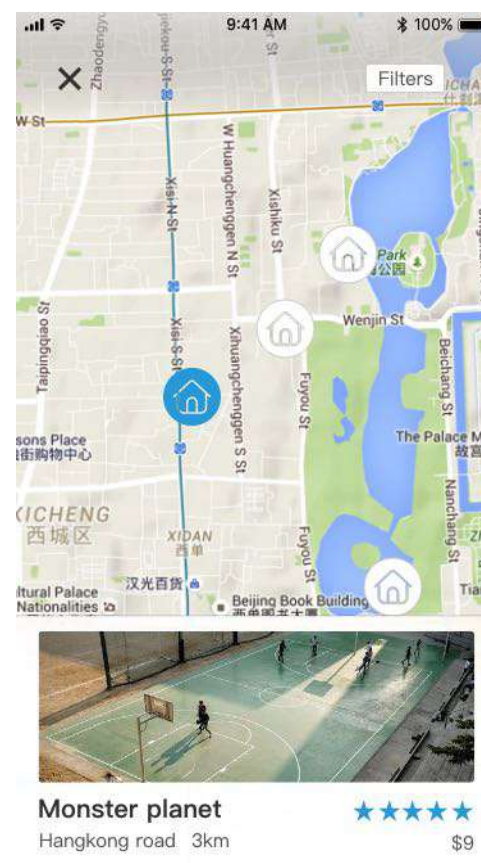 9:41 AM
100%
Zhaodengyu
Filters
W St
W Huangchenggen N St
Xisi N St
Xishiku St
Park
公园
Wenjin St
Taipingqiao St
Xisi S St
Xihuangchenggen S St
Fuyou St
Beichang St
sons Place
街购物中心
The Palace M
故宫
XICHENG
西城区
XIDAN
西单
Nanchang St
Fuyou St
汉光百货
ltural Palace
Nationalities
Beijing Book Building
Tia
Monster planet
Hangkong road 3km
$9